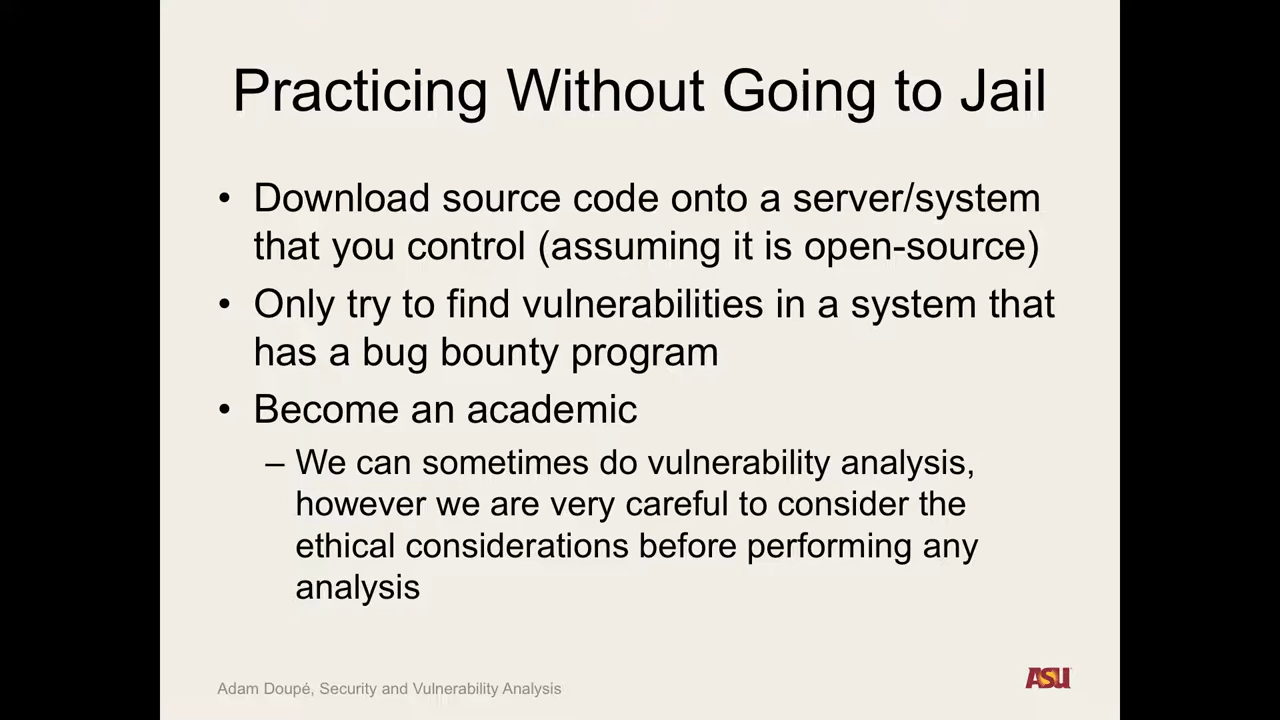 Practicing Without Going to Jail
• Download source code onto a server/system
that you control (assuming it is open-source)
• Only try to find vulnerabilities in a system that
has a bug bounty program
• Become an academic
– We can sometimes do vulnerability analysis,
however we are very careful to consider the
ethical considerations before performing any
analysis
Adam Doupé, Security and Vulnerability Analysis
ASU